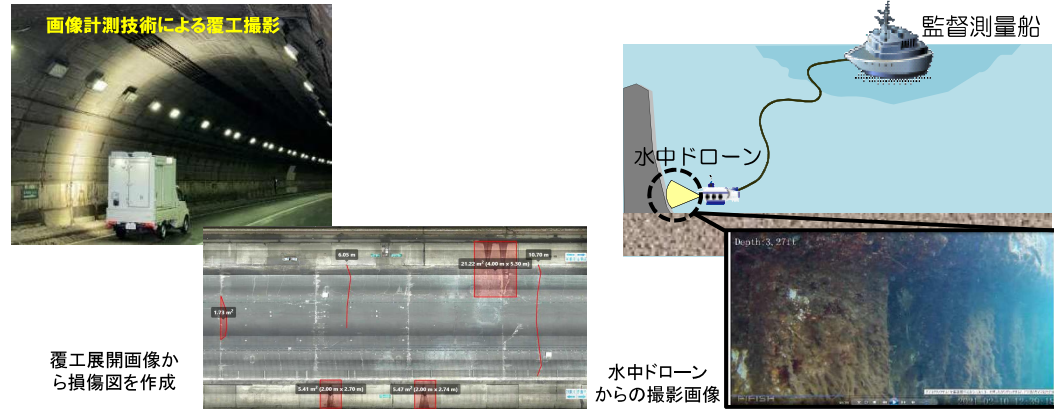 画像計測技術による覆工撮影
監督測量船
水中ドローン
6.05 m
21.22 m² (4.00 m x 5.30 m)
10.70 m
1.73 m²
5.41 m² (2.00 m x 2.70 m)
5.47 m² (2.00 m x 2.74 m)
覆工展開画像か
ら損傷図を作成
Depth:3.27ft
FIFISH
水中ドローン
からの撮影画像